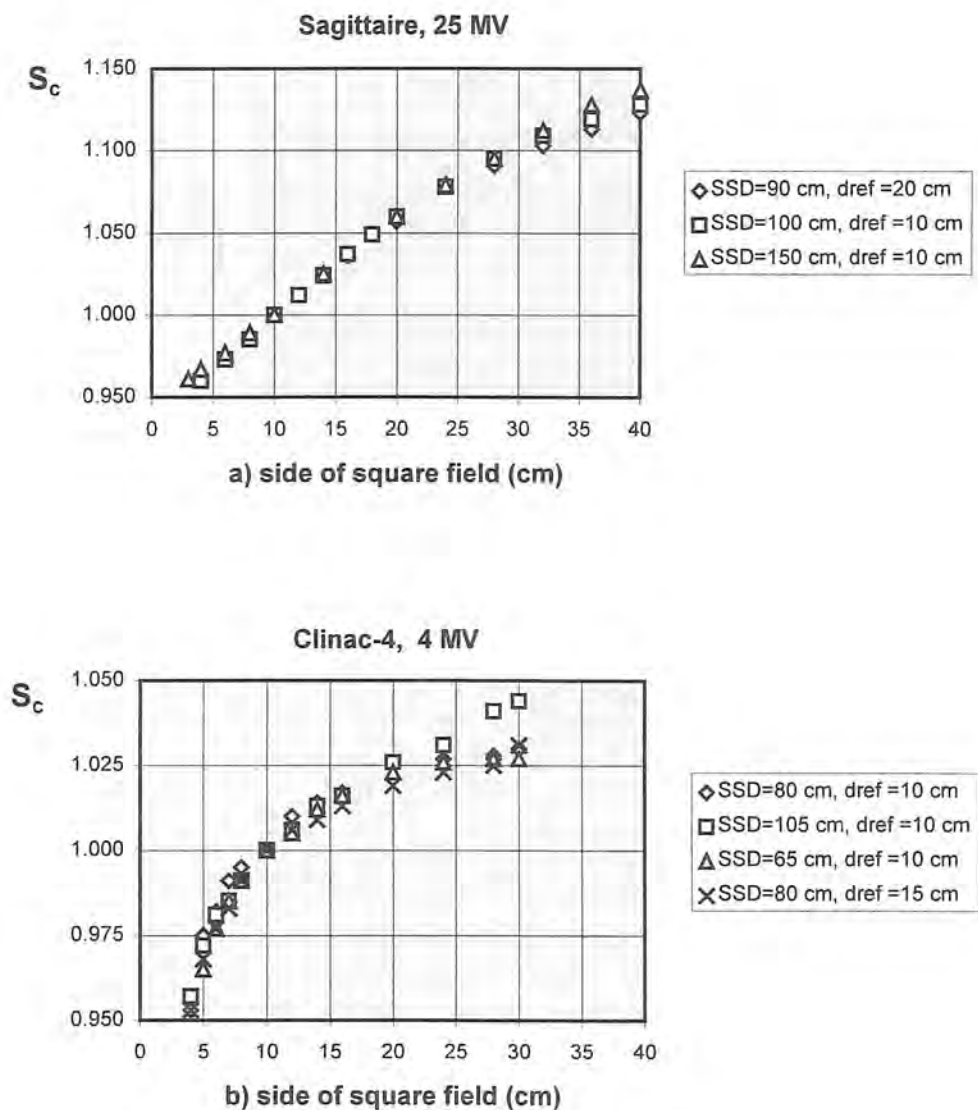 Sagittaire, 25 MV
Sc
1.150
1.100
1.050
1.000
0.950
0 5 10 15 20 25 30 35 40
a) side of square field (cm)
SSD=90 cm, dref =20 cm
SSD=100 cm, dref =10 cm
SSD=150 cm, dref =10 cm
Clinac-4, 4 MV
Sc
1.050
1.025
1.000
0.975
0.950
0 5 10 15 20 25 30 35 40
b) side of square field (cm)
SSD=80 cm, dref =10 cm
SSD=105 cm, dref =10 cm
SSD=65 cm, dref =10 cm
SSD=80 cm, dref =15 cm